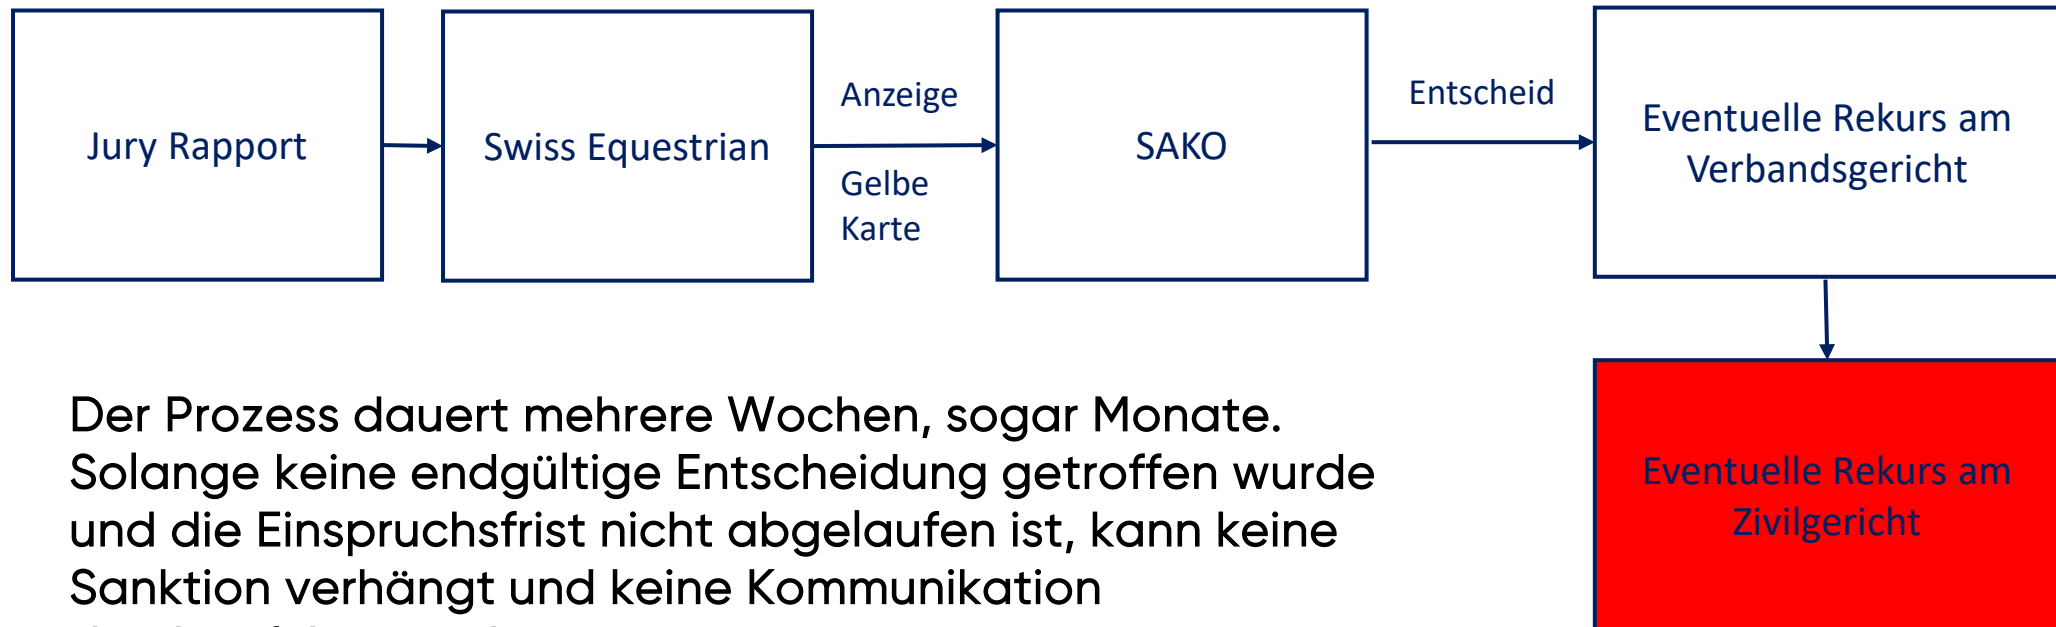 Jury Rapport
Swiss Equestrian
Anzeige
Gelbe
Karte
SAKO
Entscheid
Eventuelle Rekurs am
Verbandsgericht
Eventuelle Rekurs am
Zivilgericht
Der Prozess dauert mehrere Wochen, sogar Monate.
Solange keine endgültige Entscheidung getroffen wurde
und die Einspruchsfrist nicht abgelaufen ist, kann keine
Sanktion verhängt und keine Kommunikation